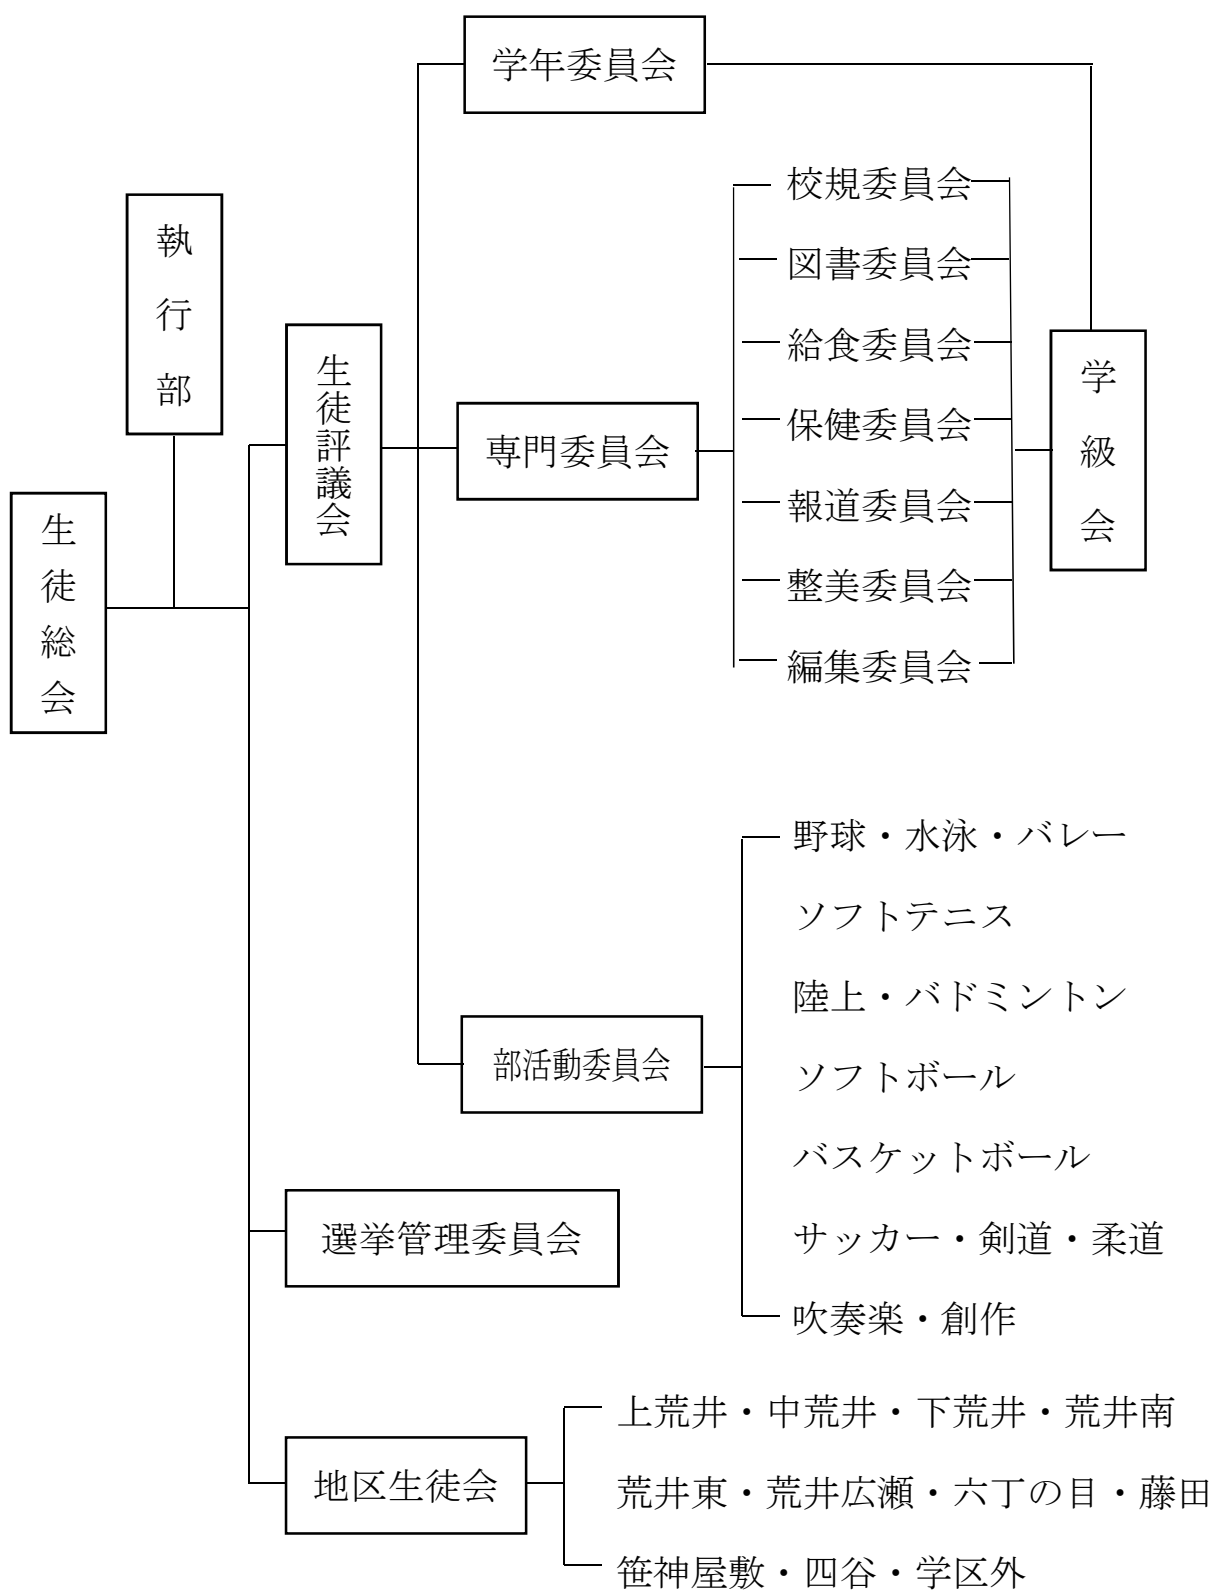 学年委員会
校規委員会
執行部
図書委員会
生徒評議会
給食委員会
学級会
専門委員会
保健委員会
生徒総会
報道委員会
整美委員会
編集委員会
野球・水泳・バレー
ソフトテニス
陸上・バドミントン
部活動委員会
ソフトボール
バスケットボール
選挙管理委員会
サッカー・剣道・柔道
吹奏楽・創作
上荒井・中荒井・下荒井・荒井南
地区生徒会
荒井東・荒井広瀬・六丁の目・藤田
笹神屋敷・四谷・学区外